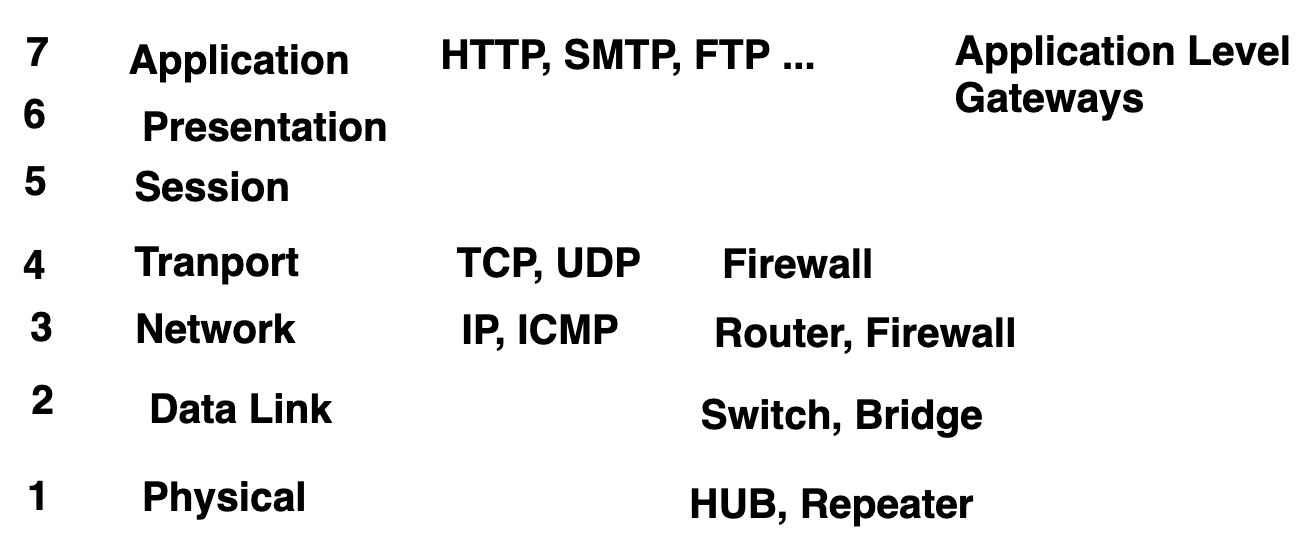 7 Application HTTP, SMTP, FTP ... Application Level
Gateways
6 Presentation
5 Session
4 Tranport TCP, UDP Firewall
3 Network IP, ICMP Router, Firewall
2 Data Link Switch, Bridge
1 Physical HUB, Repeater